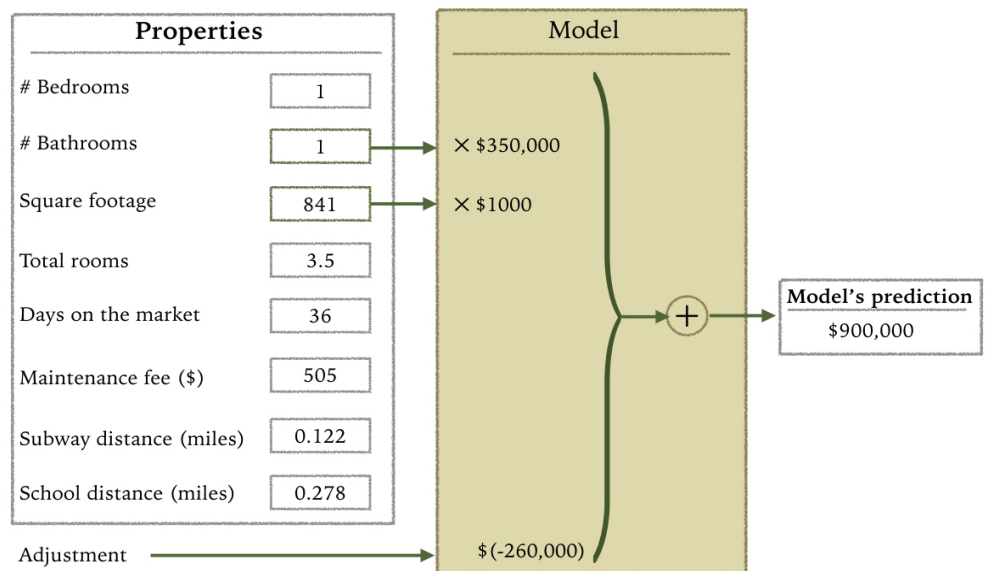 Properties
Model
# Bedrooms 1
# Bathrooms 1 × $350,000
Square footage 841 × $1000
Total rooms 3.5
Days on the market 36
Maintenance fee ($) 505
Subway distance (miles) 0.122
School distance (miles) 0.278
Adjustment $(-260,000)
+
Model's prediction
$900,000